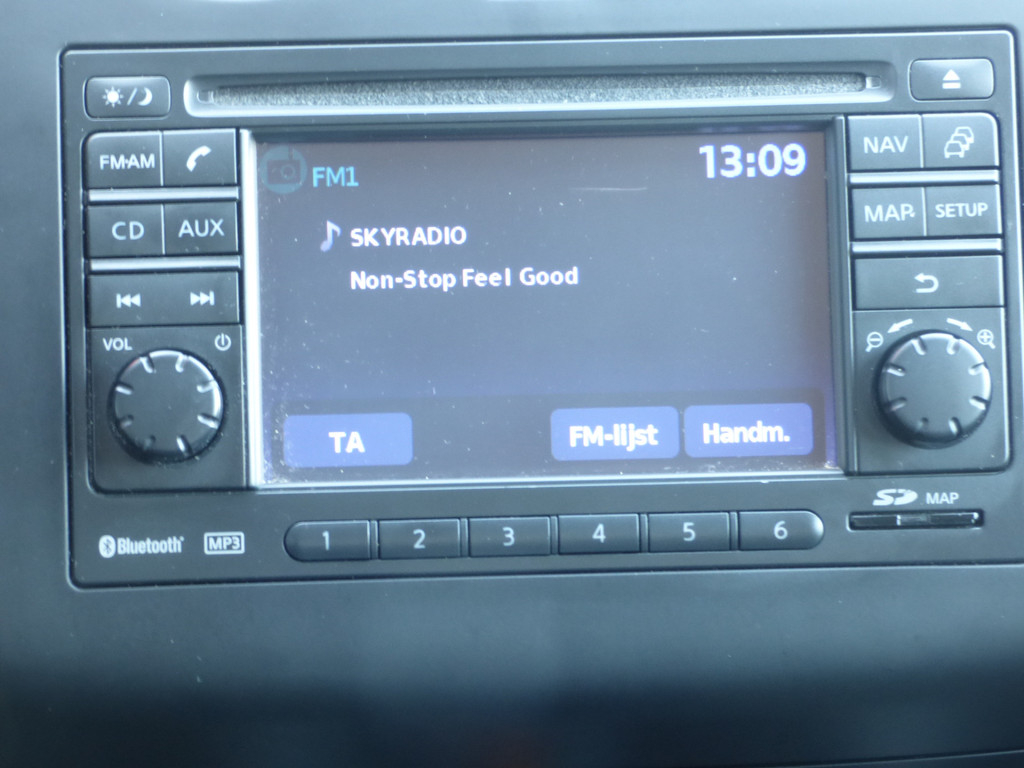 FM·AM
CD
AUX
VOL
FM1
13:09
SKYRADIO
Non-Stop Feel Good
TA
FM-lijst
Handm.
NAV
MAP
SETUP
SD
MAP
Bluetooth
MP3
1
2
3
4
5
6